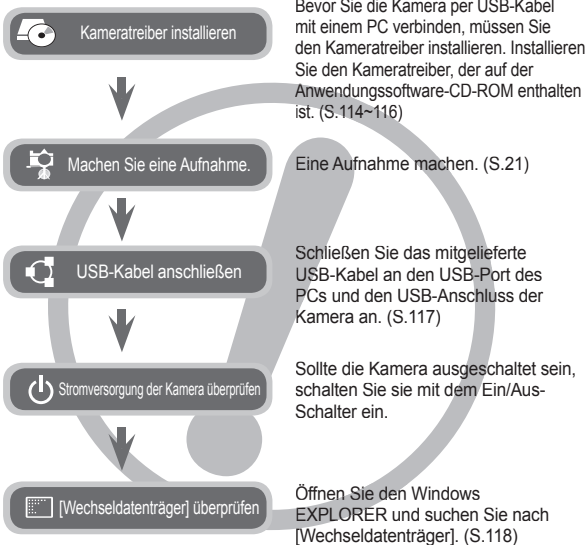 Kameratreiber installieren
Bevor Sie die Kamera per USB-Kabel
mit einem PC verbinden, müssen Sie
den Kameratreiber installieren. Installieren
Sie den Kameratreiber, der auf der
Anwendungssoftware-CD-ROM enthalten
ist. (S.114~116)
Machen Sie eine Aufnahme.
Eine Aufnahme machen. (S.21)
USB-Kabel anschließen
Schließen Sie das mitgelieferte
USB-Kabel an den USB-Port des
PCs und den USB-Anschluss der
Kamera an. (S.117)
Stromversorgung der Kamera überprüfen
Sollte die Kamera ausgeschaltet sein,
schalten Sie sie mit dem Ein/Aus-
Schalter ein.
[Wechseldatenträger] überprüfen
Öffnen Sie den Windows
EXPLORER und suchen Sie nach
[Wechseldatenträger]. (S.118)